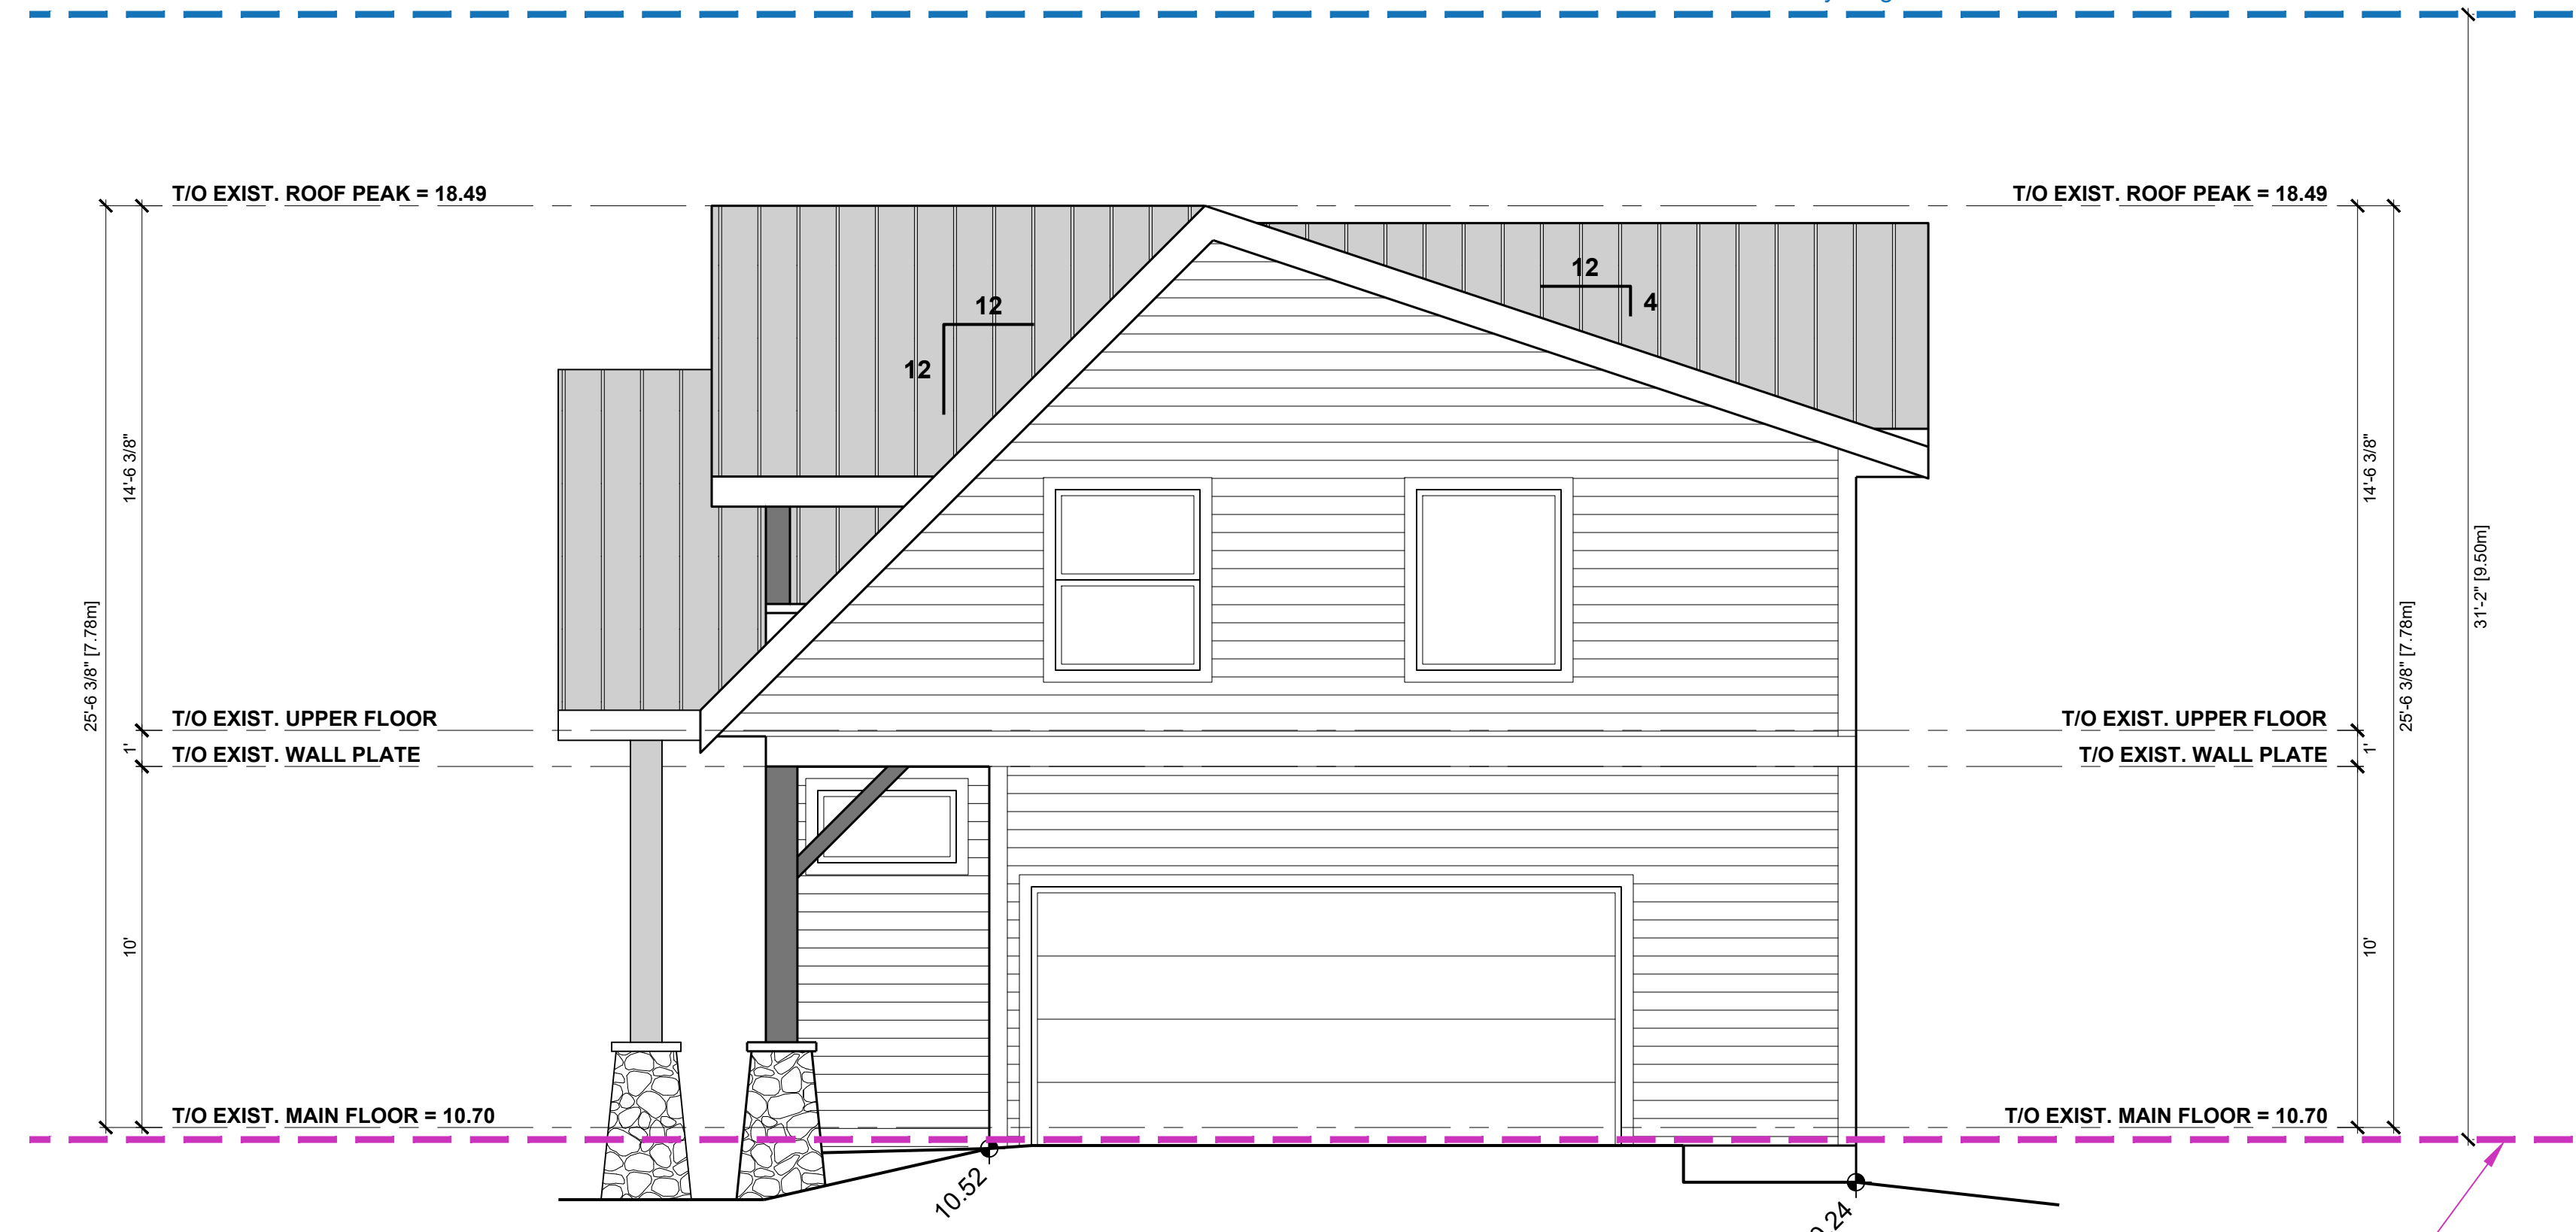 T/O EXIST. ROOF PEAK = 18.49
T/O EXIST. ROOF PEAK = 18.49
12
4
12
12
14'-6 3/8"
14'-6 3/8"
31'-2" [9.50m]
25'-6 3/8" [7.78m]
25'-6 3/8" [7.78m]
T/O EXIST. UPPER FLOOR
T/O EXIST. UPPER FLOOR
1'
1'
T/O EXIST. WALL PLATE
T/O EXIST. WALL PLATE
10'
10'
T/O EXIST. MAIN FLOOR = 10.70
T/O EXIST. MAIN FLOOR = 10.70
10.52